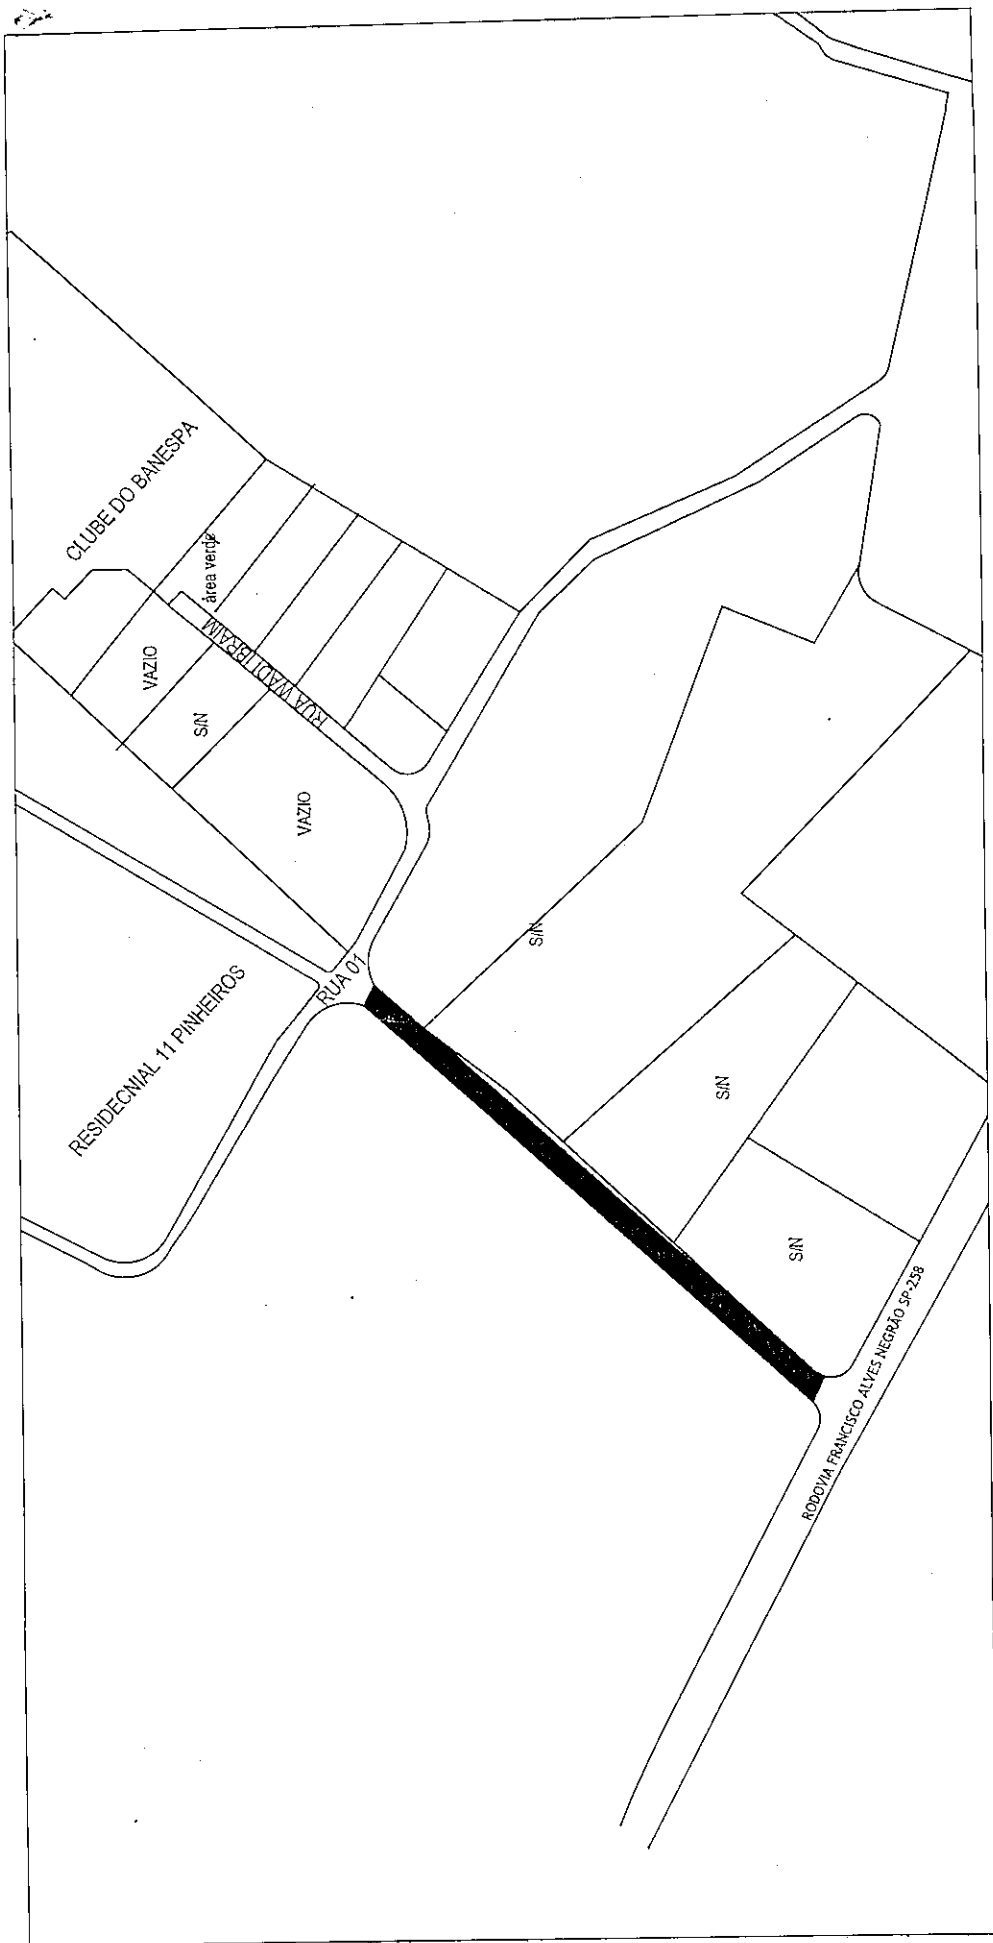 CLUBE DO BANESPA
área verde
RUA WADI IBRAIM
VAZIO
S/N
VAZIO
S/N
RUA 01
RESIDECNIAL 11 PINHEIROS
S/N
S/N
RODOVIA FRANCISCO ALVES NEGRÃO SP-258